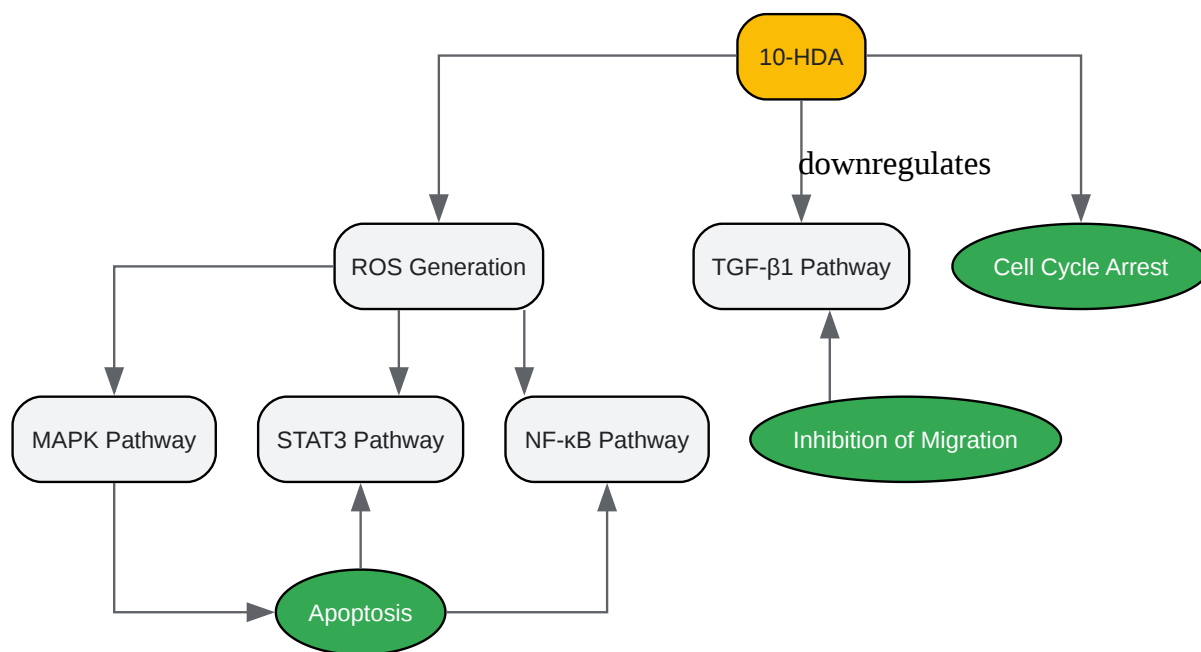 10-HDA
downregulates
ROS Generation
TGF-β1 Pathway
Cell Cycle Arrest
MAPK Pathway
STAT3 Pathway
NF-κB Pathway
Inhibition of Migration
Apoptosis